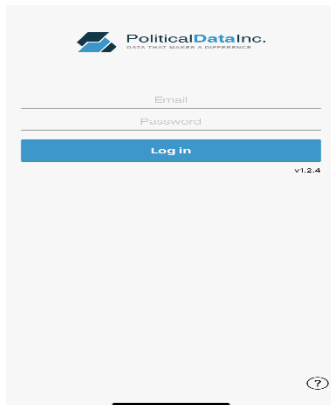 PoliticalDataInc.
DATA THAT MAKES A DIFFERENCE
Email
Password
Log in
v1.2.4
?